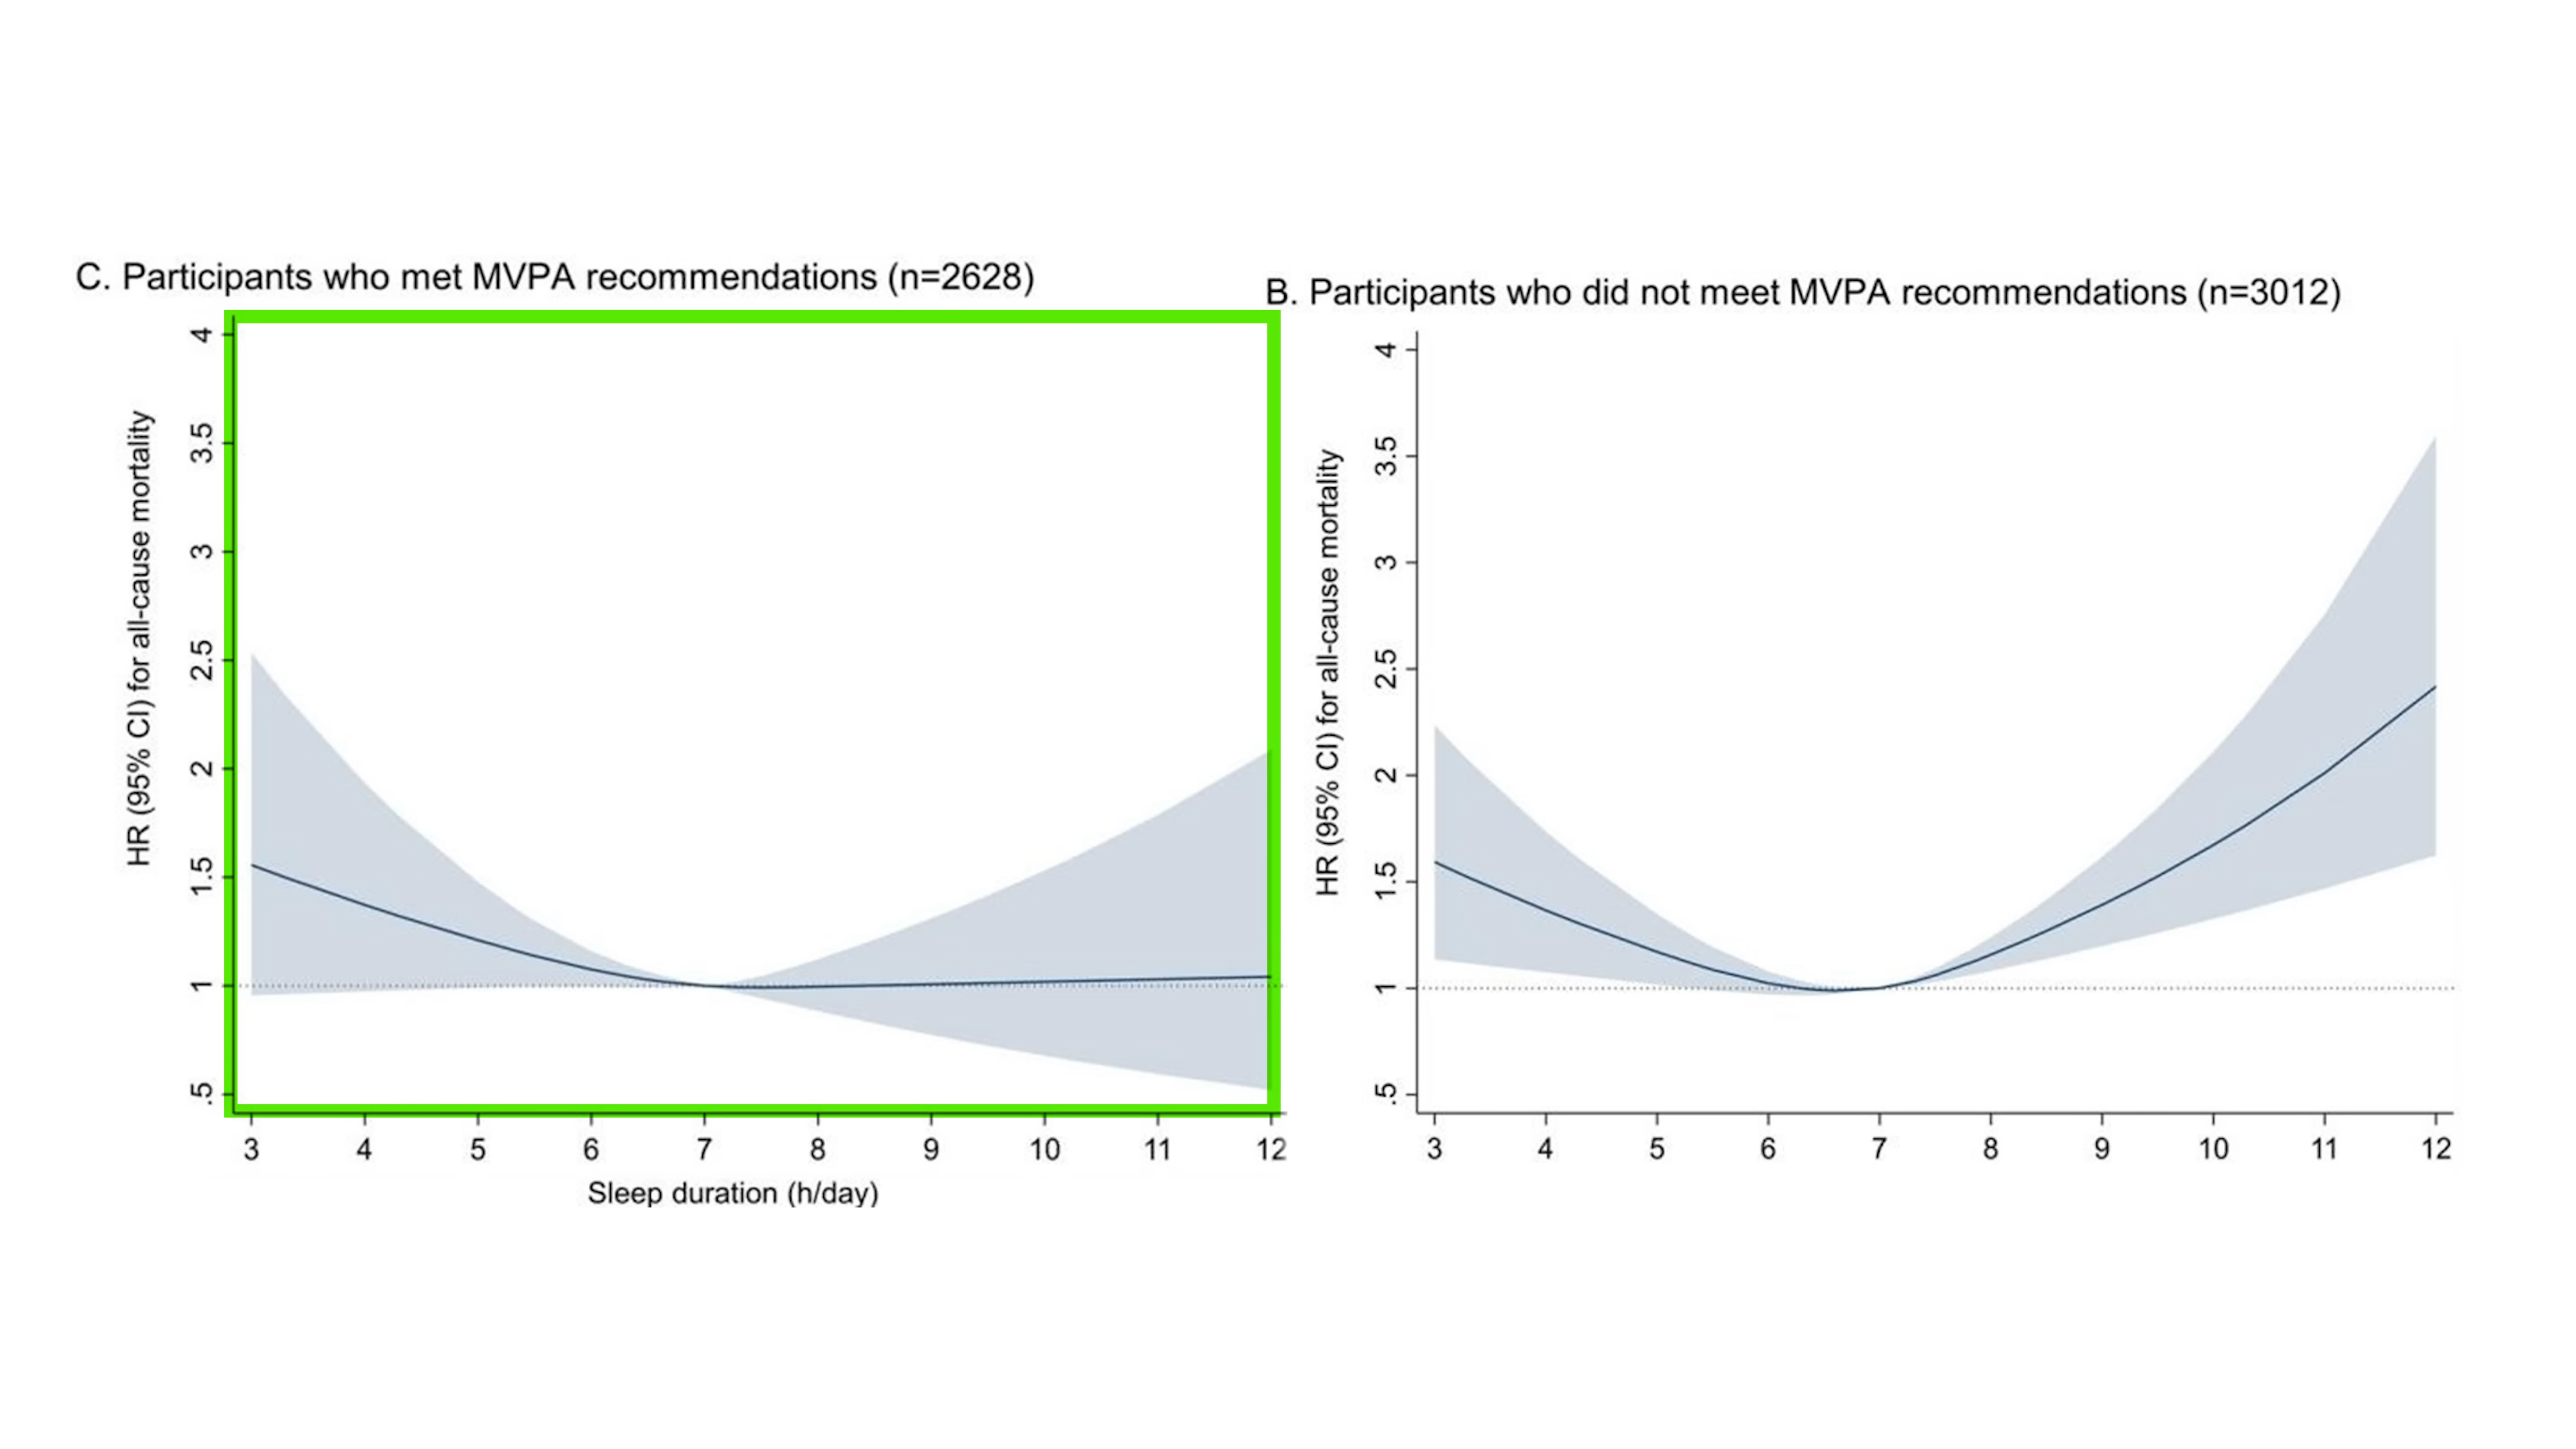 C. Participants who met MVPA recommendations (n=2628)
HR (95% CI) for all-cause mortality
4
3.5
3
2.5
2
1.5
1
.5
3 4 5 6 7 8 9 10 11 12
Sleep duration (h/day)
B. Participants who did not meet MVPA recommendations (n=3012)
HR (95% CI) for all-cause mortality
4
3.5
3
2.5
2
1.5
1
.5
3 4 5 6 7 8 9 10 11 12